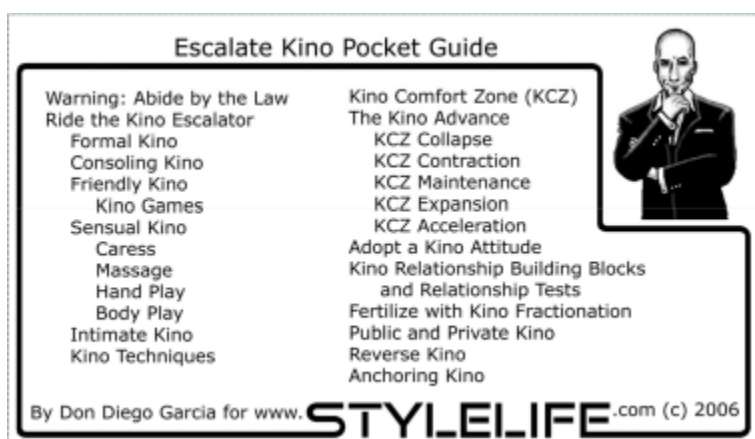 Escalate Kino Pocket Guide
Warning: Abide by the Law
Ride the Kino Escalator
Formal Kino
Consoling Kino
Friendly Kino
Kino Games
Sensual Kino
Caress
Massage
Hand Play
Body Play
Intimate Kino
Kino Techniques
Kino Comfort Zone (KCZ)
The Kino Advance
KCZ Collapse
KCZ Contraction
KCZ Maintenance
KCZ Expansion
KCZ Acceleration
Adopt a Kino Attitude
Kino Relationship Building Blocks
and Relationship Tests
Fertilize with Kino Fractionation
Public and Private Kino
Reverse Kino
Anchoring Kino
By Don Diego Garcia for www.STYLELIFE.com (c) 2006